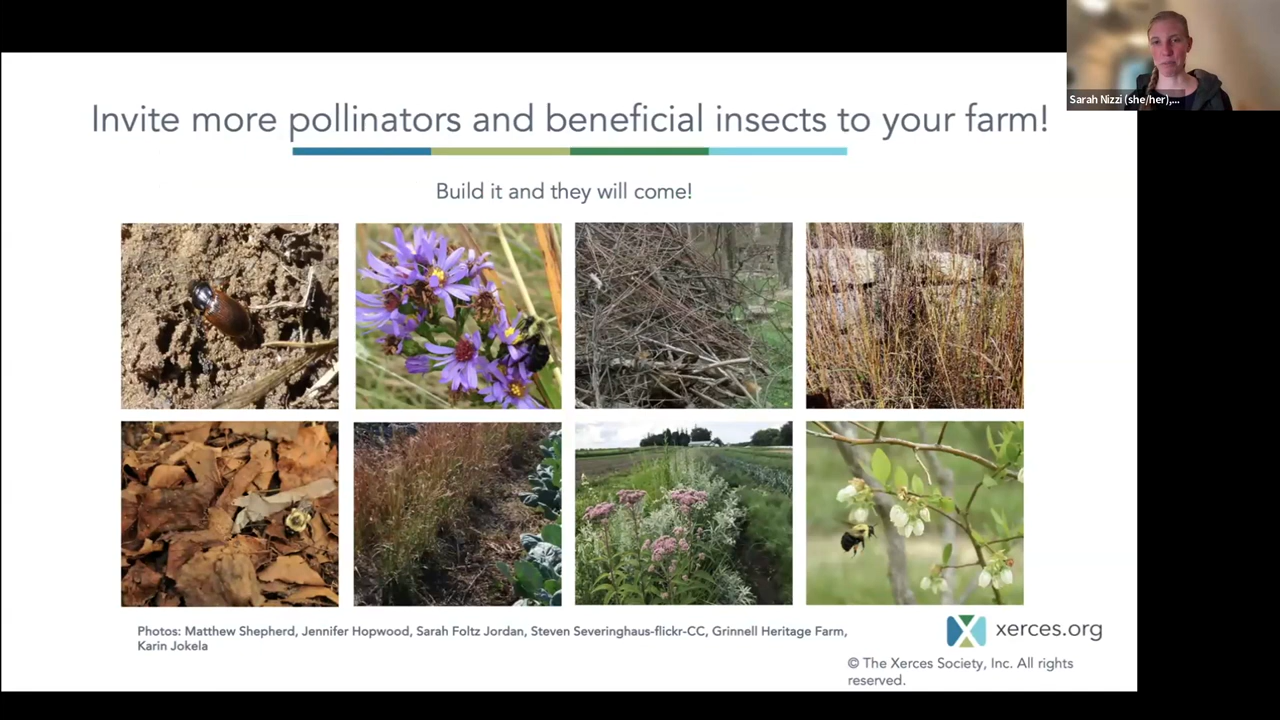 Sarah Nizzi (she/her),...
Invite more pollinators and beneficial insects to your farm!
Build it and they will come!
Photos: Matthew Shepherd, Jennifer Hopwood, Sarah Foltz Jordan, Steven Severinghaus-flickr-CC, Grinnell Heritage Farm,
Karin Jokela
xerces.org
© The Xerces Society, Inc. All rights
reserved.